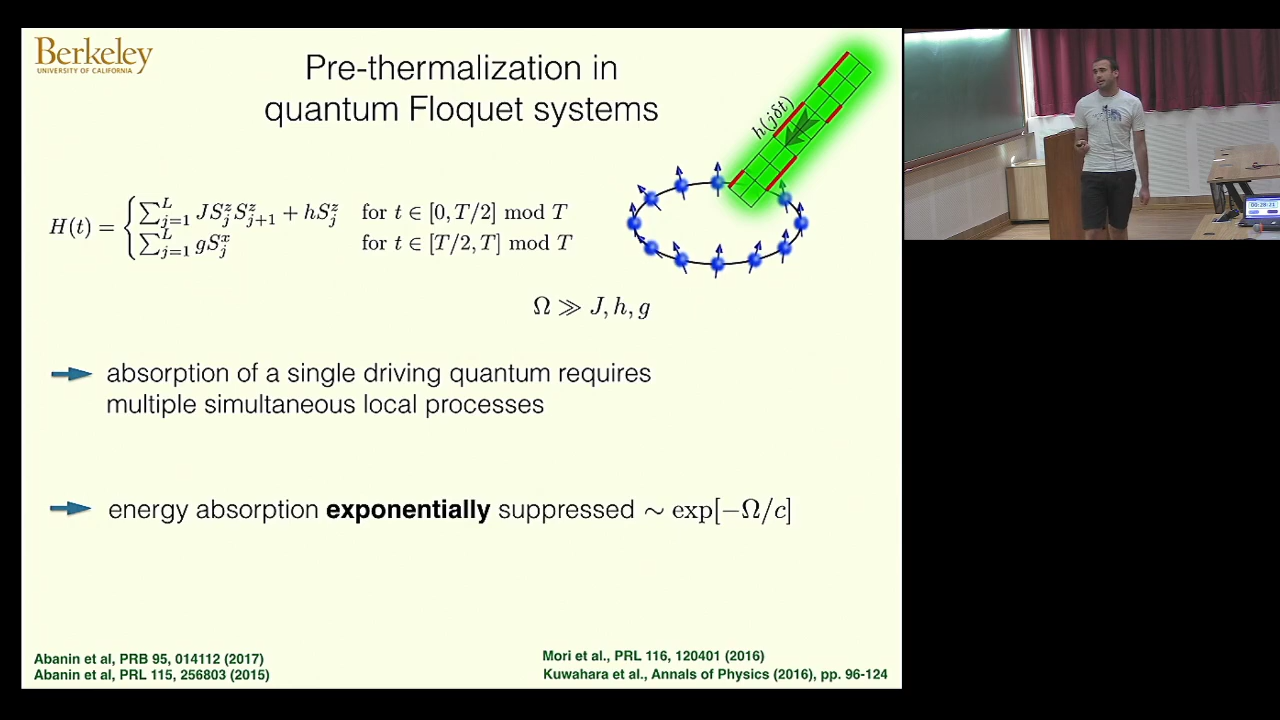 Berkeley
UNIVERSITY OF CALIFORNIA
Pre-thermalization in
quantum Floquet systems
h(jδt)
H(t) = { ∑_{j=1}^{L} JS_j^z S_{j+1}^z + hS_j^z for t ∈ [0, T/2] mod T
∑_{j=1}^{L} gS_j^x for t ∈ [T/2, T] mod T
Ω ≫ J, h, g
absorption of a single driving quantum requires
multiple simultaneous local processes
energy absorption exponentially suppressed ∼ exp[−Ω/c]
Abanin et al, PRB 95, 014112 (2017)
Abanin et al, PRL 115, 256803 (2015)
Mori et al., PRL 116, 120401 (2016)
Kuwahara et al., Annals of Physics (2016), pp. 96-124